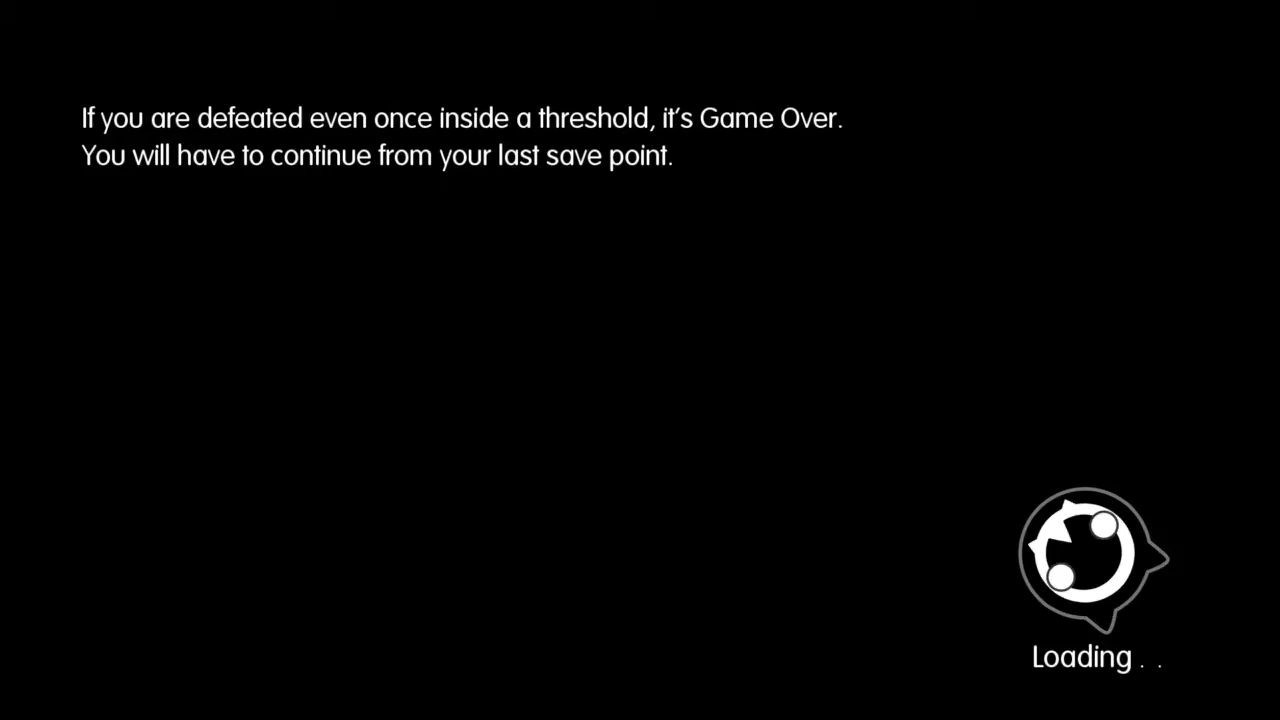 If you are defeated even once inside a threshold, it's Game Over.
You will have to continue from your last save point.
Loading . .